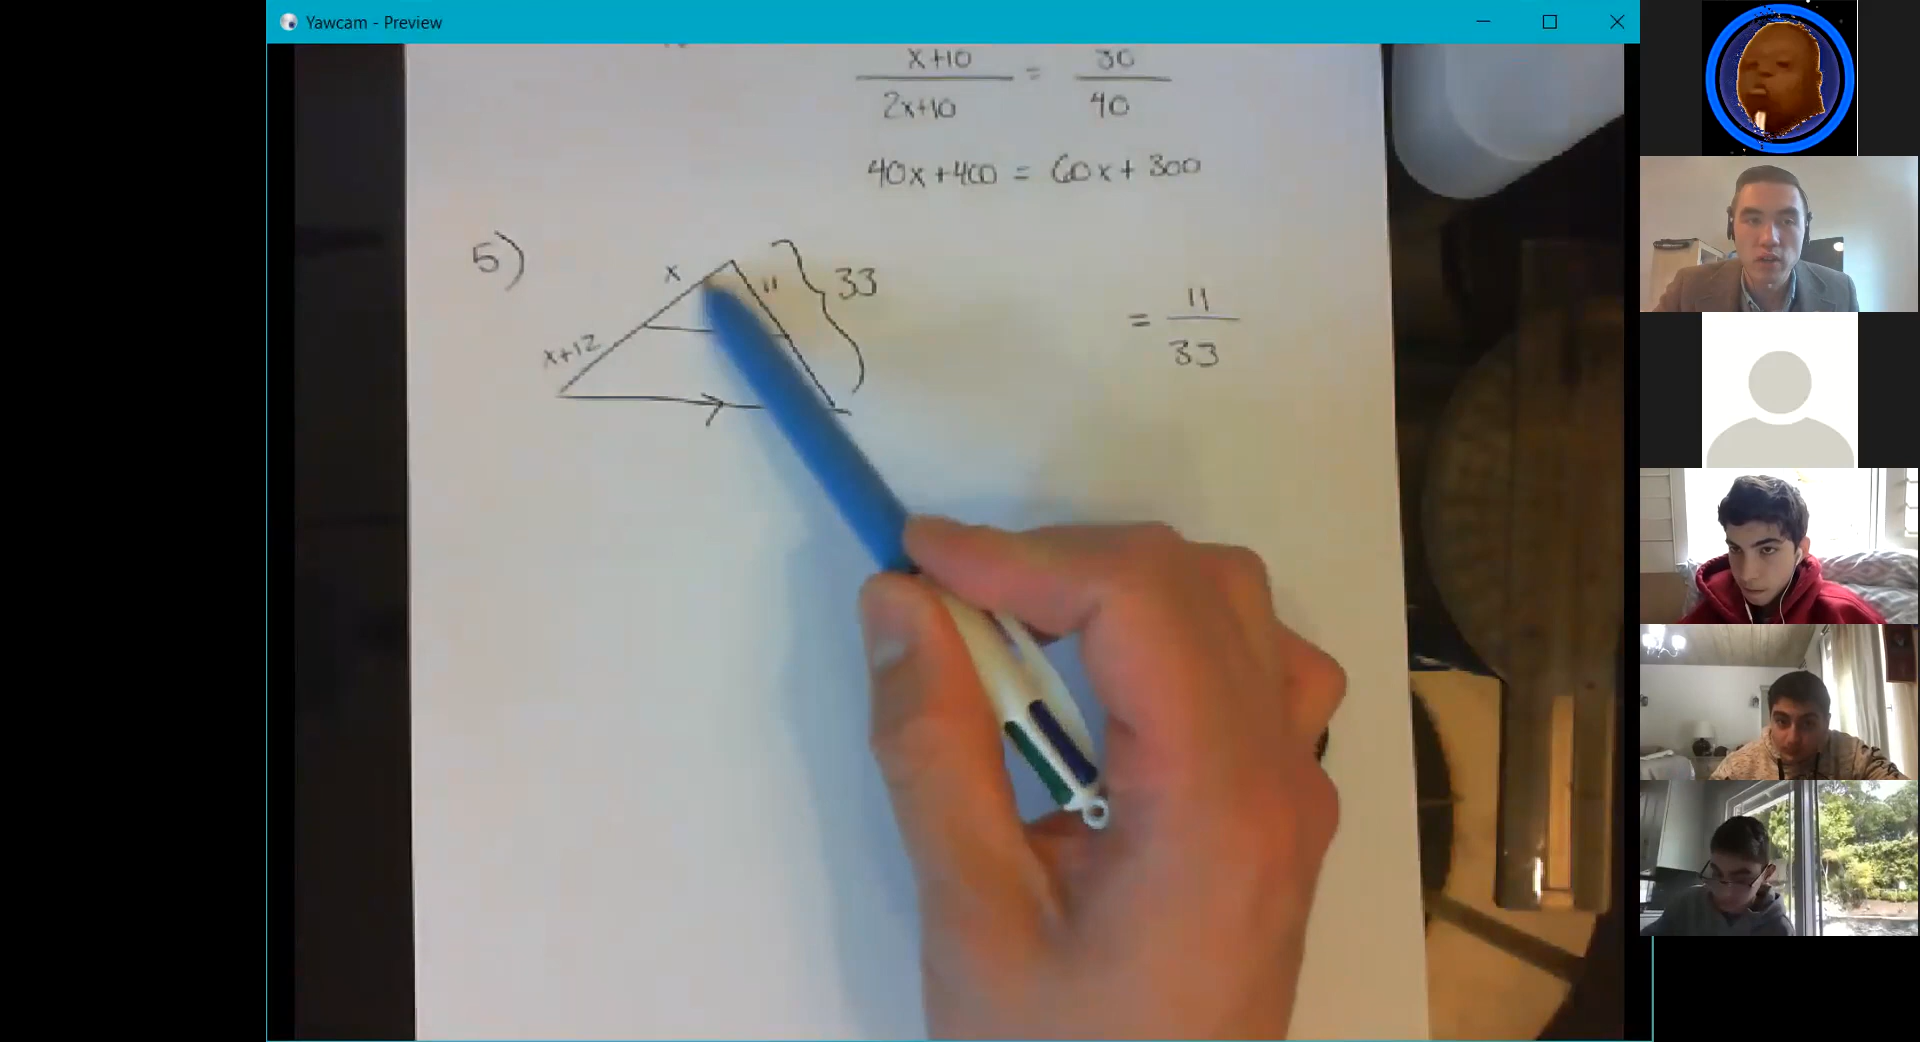 Yawcam - Preview
x+10 = 30
2x+10 40
40x+400 = 60x+300
5)
x
11
33
x+12
= 11
33